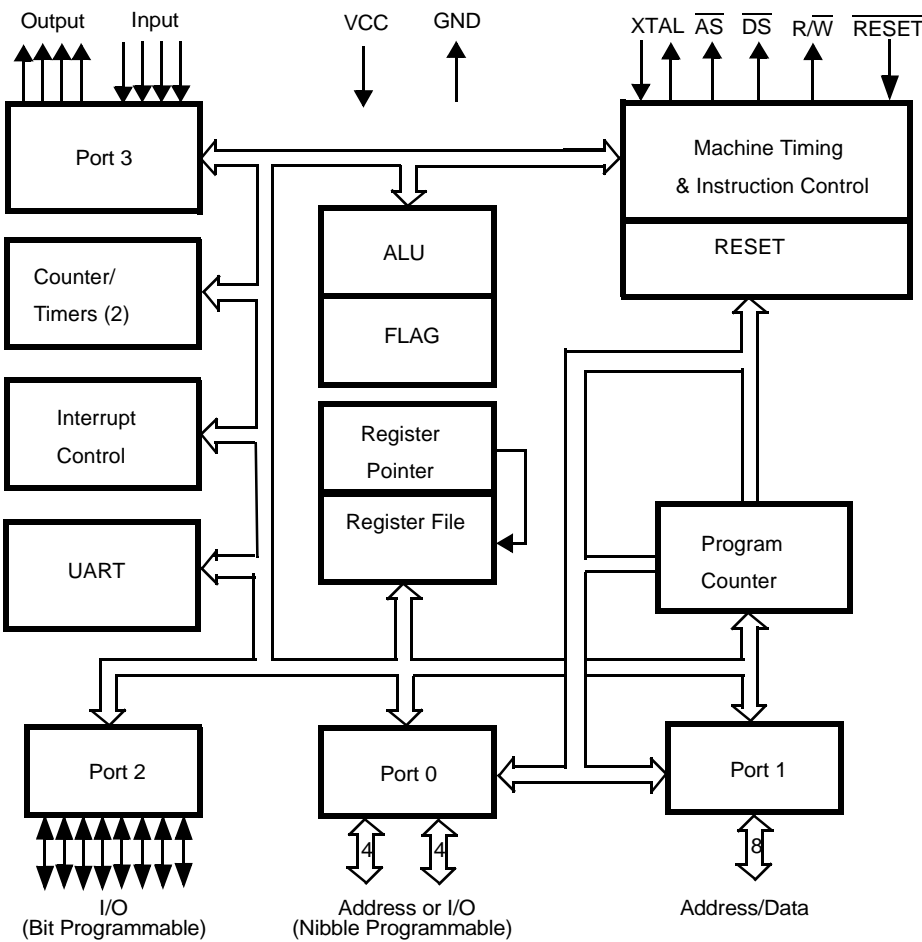 Output Input VCC GND XTAL AS DS R/W RESET
Port 3
Machine Timing
& Instruction Control
RESET
ALU
FLAG
Counter/
Timers (2)
Interrupt
Control
Register
Pointer
Register File
UART
Program
Counter
Port 2
Port 0
Port 1
4 4 8
I/O
(Bit Programmable)
Address or I/O
(Nibble Programmable)
Address/Data